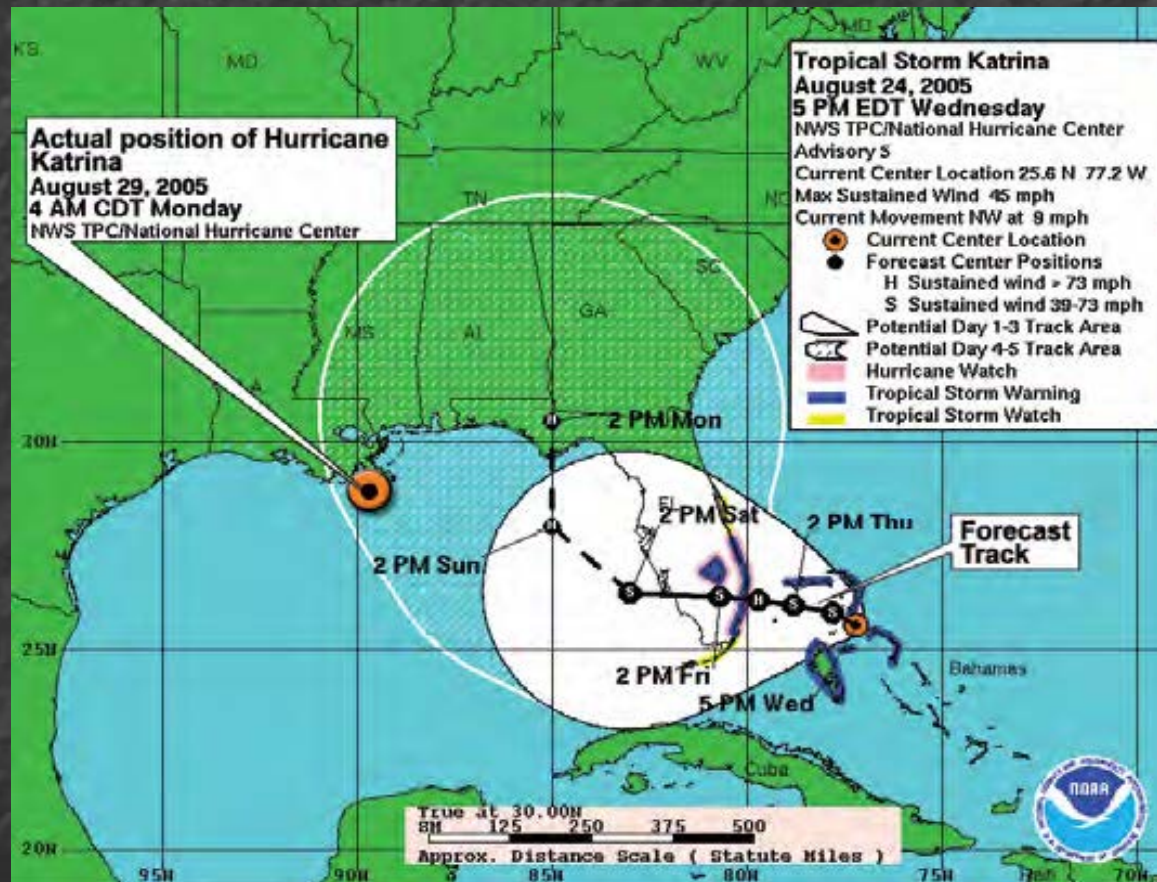 KS
MO
WV
MD
KY
Tropical Storm Katrina
August 24, 2005
5 PM EDT Wednesday
NWS TPC/National Hurricane Center
Advisory 5
Current Center Location 25.6 N 77.2 W
Max Sustained Wind 45 mph
Current Movement NW at 9 mph
Current Center Location
Forecast Center Positions
H Sustained wind > 73 mph
S Sustained wind 39-73 mph
Potential Day 1-3 Track Area
Potential Day 4-5 Track Area
Hurricane Watch
Tropical Storm Warning
Tropical Storm Watch
Actual position of Hurricane
Katrina
August 29, 2005
4 AM CDT Monday
NWS TPC/National Hurricane Center
TN
NC
SC
MS
AL
GA
30N
H
2 PM Mon
FL
2 PM Sat
2 PM Thu
Forecast
Track
H
2 PM Sun
S
S
H
S
S
25N
2 PM Fri
5 PM Wed
Bahamas
Cuba
NOAA
True at 30.00N
SM 125 250 375 500
Approx. Distance Scale ( Statute Miles )
20N
95W
90W
85W
80W
75W
Haiti
70W